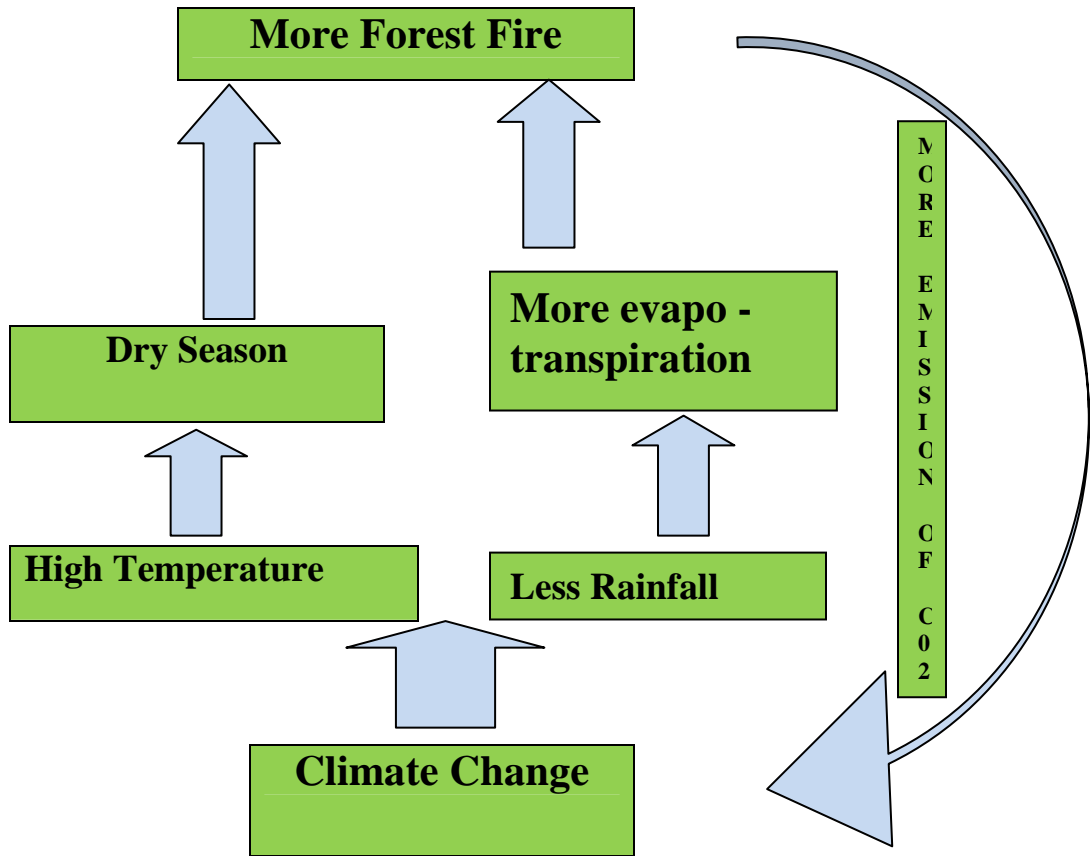 More Forest Fire
More evapo -
transpiration
Dry Season
High Temperature
Less Rainfall
Climate Change
MORE EMISSION OF C02